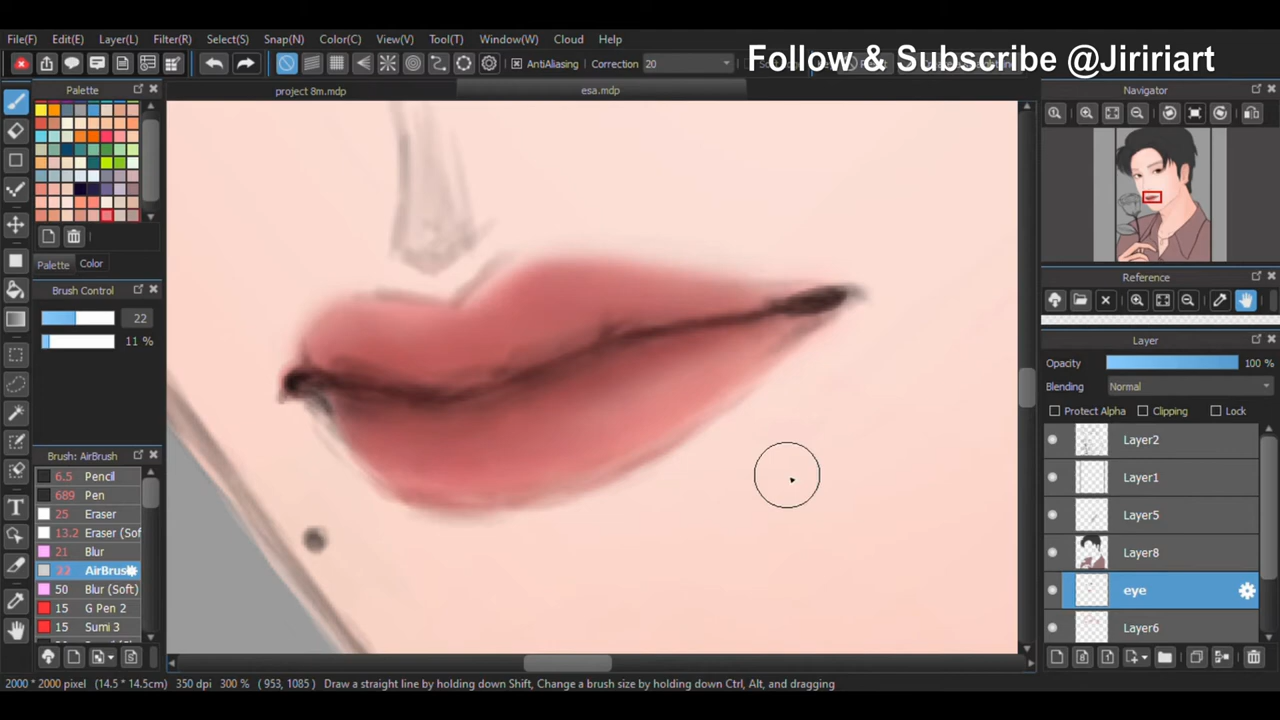 File(F) Edit(E) Layer(L) Filter(R) Select(S) Snap(N) Color(C) View(V) Tool(T) Window(W) Cloud Help
Follow & Subscribe @Jiririart
AntiAliasing Correction 20
Palette
project 8m.mdp
esa.mdp
Navigator
Palette Color
Brush Control
22
11 %
Reference
Layer
Opacity 100 %
Blending Normal
Protect Alpha Clipping Lock
Layer2
Layer1
Layer5
Layer8
eye
Layer6
Brush: AirBrush
6.5 Pencil
689 Pen
25 Eraser
13.2 Eraser (Sof
21 Blur
22 AirBrus
50 Blur (Soft)
15 G Pen 2
15 Sumi 3
2000 * 2000 pixel (14.5 * 14.5cm) 350 dpi 300 % ( 953, 1085 ) Draw a straight line by holding down Shift, Change a brush size by holding down Ctrl, Alt, and dragging